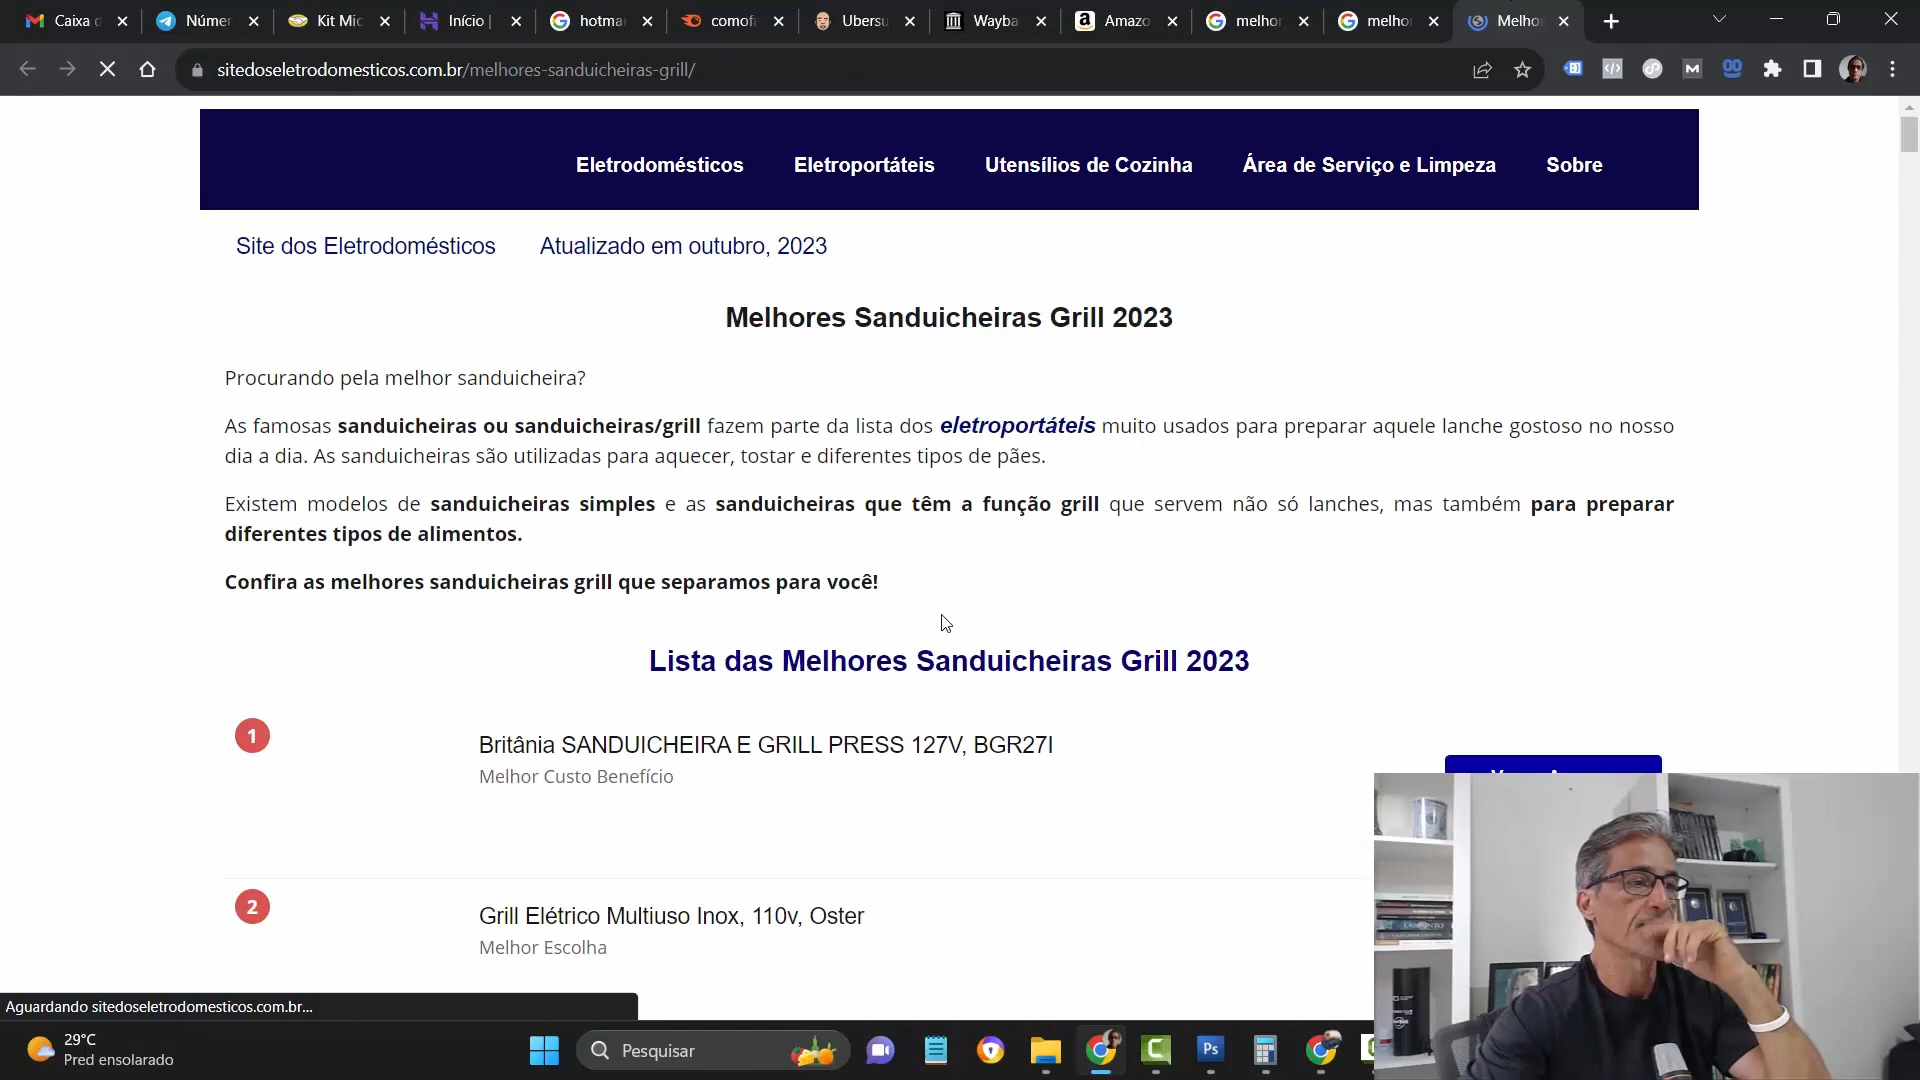 Caixa d
Númer
Kit Mic
Início |
hotmar
comofa
Ubersu
Wayba
Amazo
melhor
melhor
Melhor
sitedoseletrodomesticos.com.br/melhores-sanduicheiras-grill/
Eletrodomésticos
Eletroportáteis
Utensílios de Cozinha
Área de Serviço e Limpeza
Sobre
Site dos Eletrodomésticos
Atualizado em outubro, 2023
Melhores Sanduicheiras Grill 2023
Procurando pela melhor sanduicheira?
As famosas sanduicheiras ou sanduicheiras/grill fazem parte da lista dos eletroportáteis muito usados para preparar aquele lanche gostoso no nosso
dia a dia. As sanduicheiras são utilizadas para aquecer, tostar e diferentes tipos de pães.
Existem modelos de sanduicheiras simples e as sanduicheiras que têm a função grill que servem não só lanches, mas também para preparar
diferentes tipos de alimentos.
Confira as melhores sanduicheiras grill que separamos para você!
Lista das Melhores Sanduicheiras Grill 2023
1
Britânia SANDUICHEIRA E GRILL PRESS 127V, BGR27I
Melhor Custo Benefício
2
Grill Elétrico Multiuso Inox, 110v, Oster
Melhor Escolha
Aguardando sitedoseletrodomesticos.com.br...
29°C
Pred ensolarado
Pesquisar
Ps